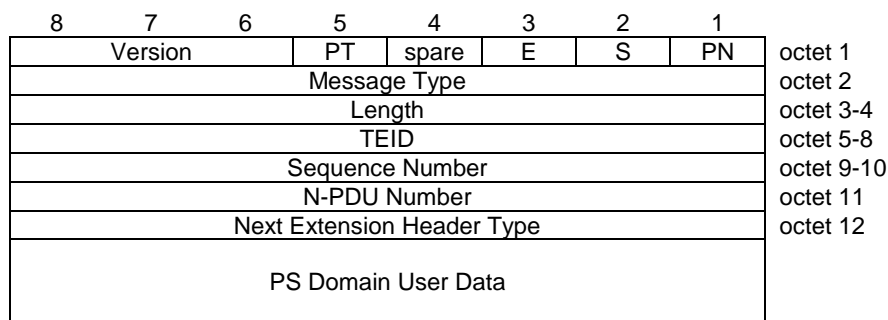 8 7 6 5 4 3 2 1
Version PT spare E S PN octet 1
Message Type octet 2
Length octet 3-4
TEID octet 5-8
Sequence Number octet 9-10
N-PDU Number octet 11
Next Extension Header Type octet 12
PS Domain User Data